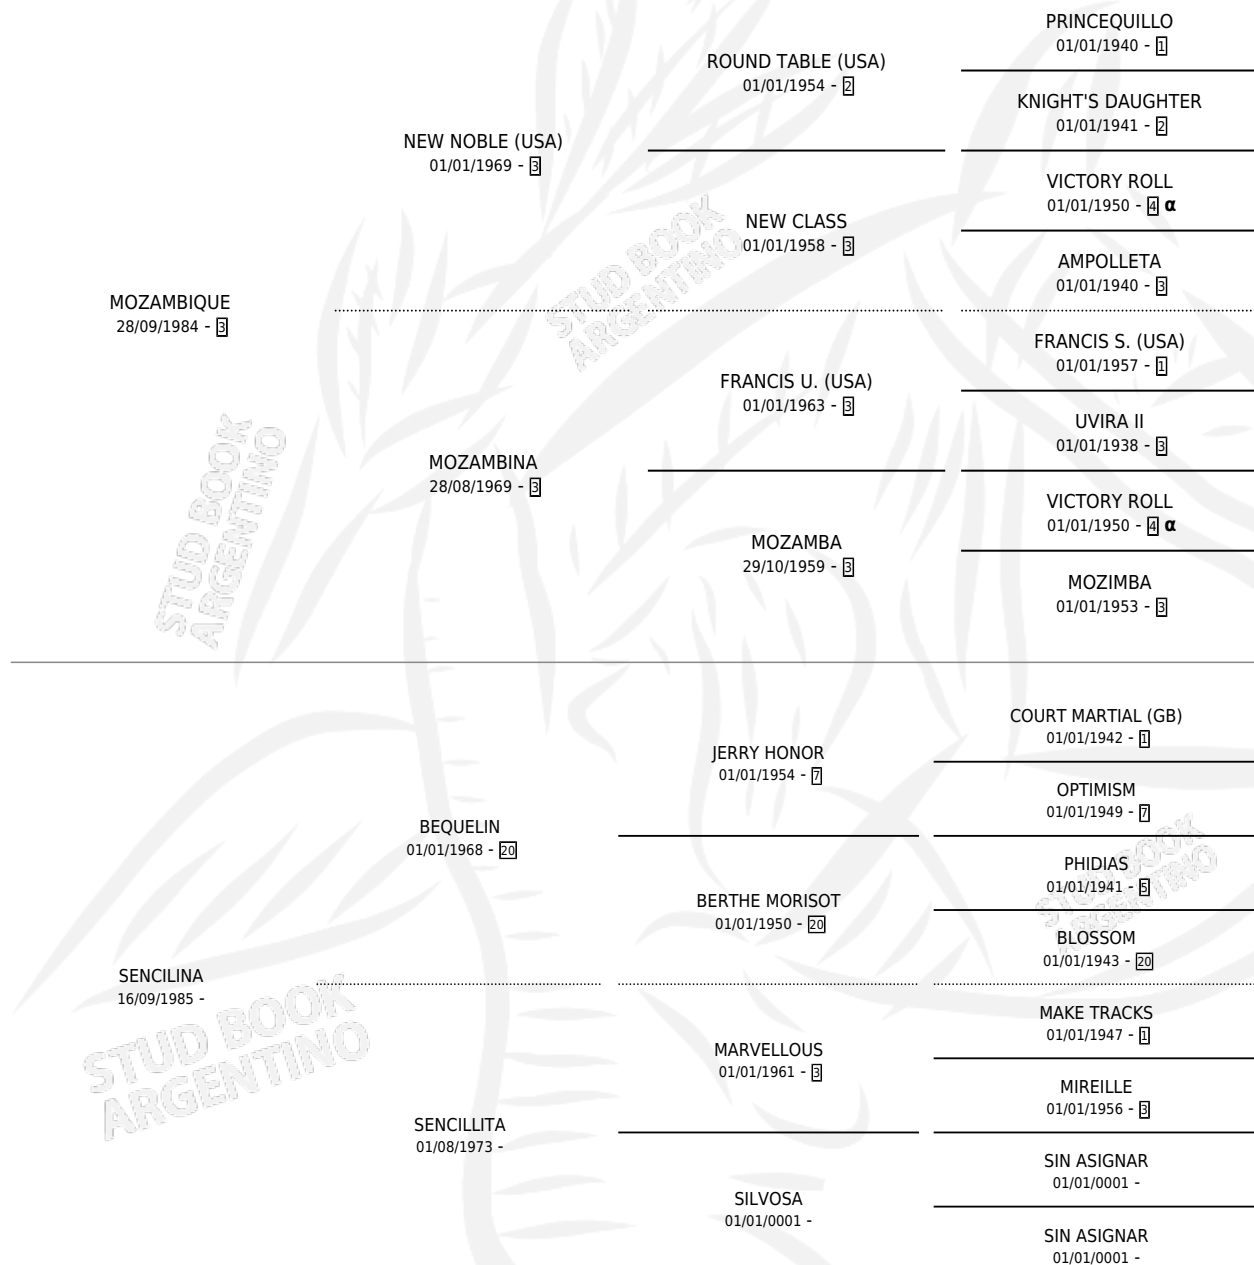 PRINCEQUILLO
01/01/1940 - 1
ROUND TABLE (USA)
01/01/1954 - 2
KNIGHT'S DAUGHTER
01/01/1941 - 2
NEW NOBLE (USA)
01/01/1969 - 3
VICTORY ROLL
01/01/1950 - 4 α
NEW CLASS
01/01/1958 - 3
AMPOLLETA
01/01/1940 - 3
MOZAMBIQUE
28/09/1984 - 3
FRANCIS S. (USA)
01/01/1957 - 1
FRANCIS U. (USA)
01/01/1963 - 3
UVIRA II
01/01/1938 - 3
MOZAMBINA
28/08/1969 - 3
VICTORY ROLL
01/01/1950 - 4 α
MOZAMBA
29/10/1959 - 3
MOZIMBA
01/01/1953 - 3
COURT MARTIAL (GB)
01/01/1942 - 1
JERRY HONOR
01/01/1954 - 7
OPTIMISM
01/01/1949 - 7
BEQUELIN
01/01/1968 - 20
PHIDIAS
01/01/1941 - 5
BERTHE MORISOT
01/01/1950 - 20
BLOSSOM
01/01/1943 - 20
SENCILINA
16/09/1985 -
MAKE TRACKS
01/01/1947 - 1
MARVELLOUS
01/01/1961 - 3
MIREILLE
01/01/1956 - 3
SENCILLITA
01/08/1973 -
SIN ASIGNAR
01/01/0001 -
SILVOSA
01/01/0001 -
SIN ASIGNAR
01/01/0001 -
STUD BOOK
ARGENTINO
STUD BOOK
ARGENTINO
STUD BOOK
ARGENTINO
STUD BOOK
ARGENTINO